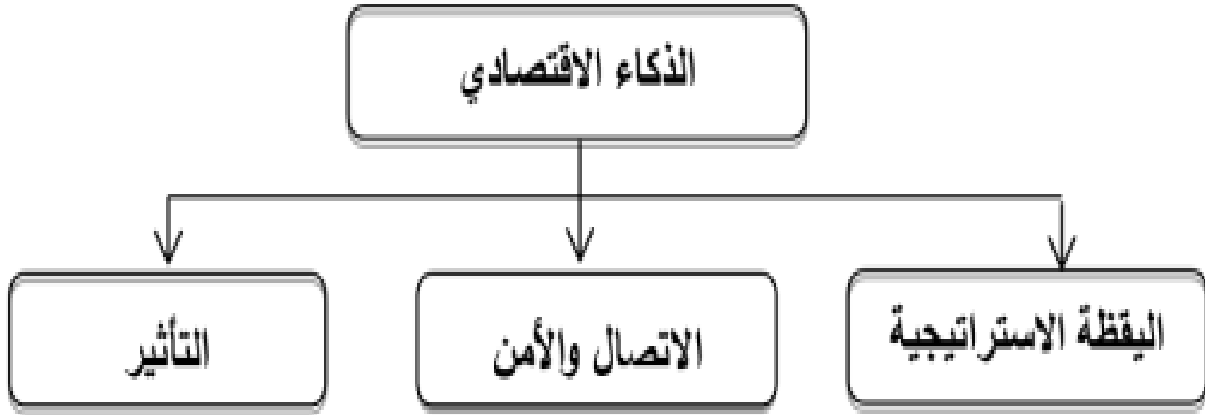 الذكاء الاقتصادي
اليقظة الاستراتيجية
الاتصال والأمن
التأثير